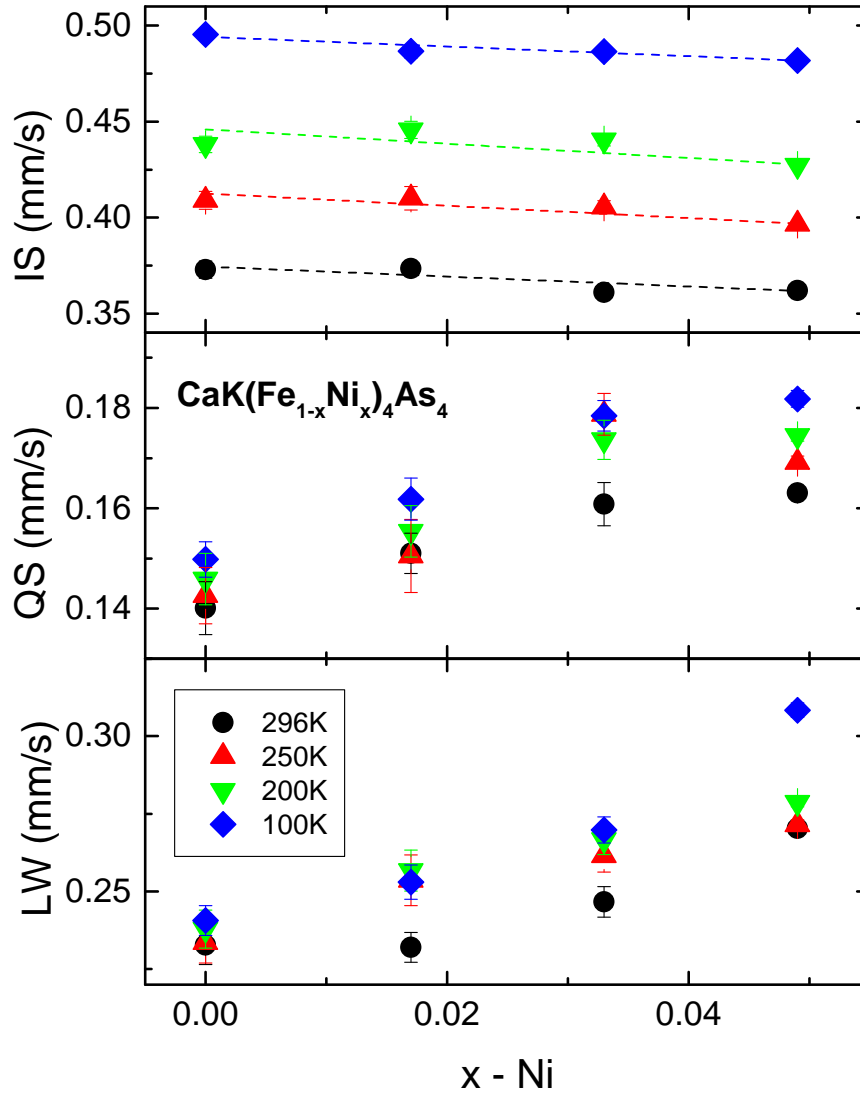 0.50
0.45
0.40
0.35
IS (mm/s)
CaK(Fe1-xNix)4As4
0.18
0.16
0.14
QS (mm/s)
296K
250K
200K
100K
0.30
0.25
LW (mm/s)
0.00 0.02 0.04
x - Ni